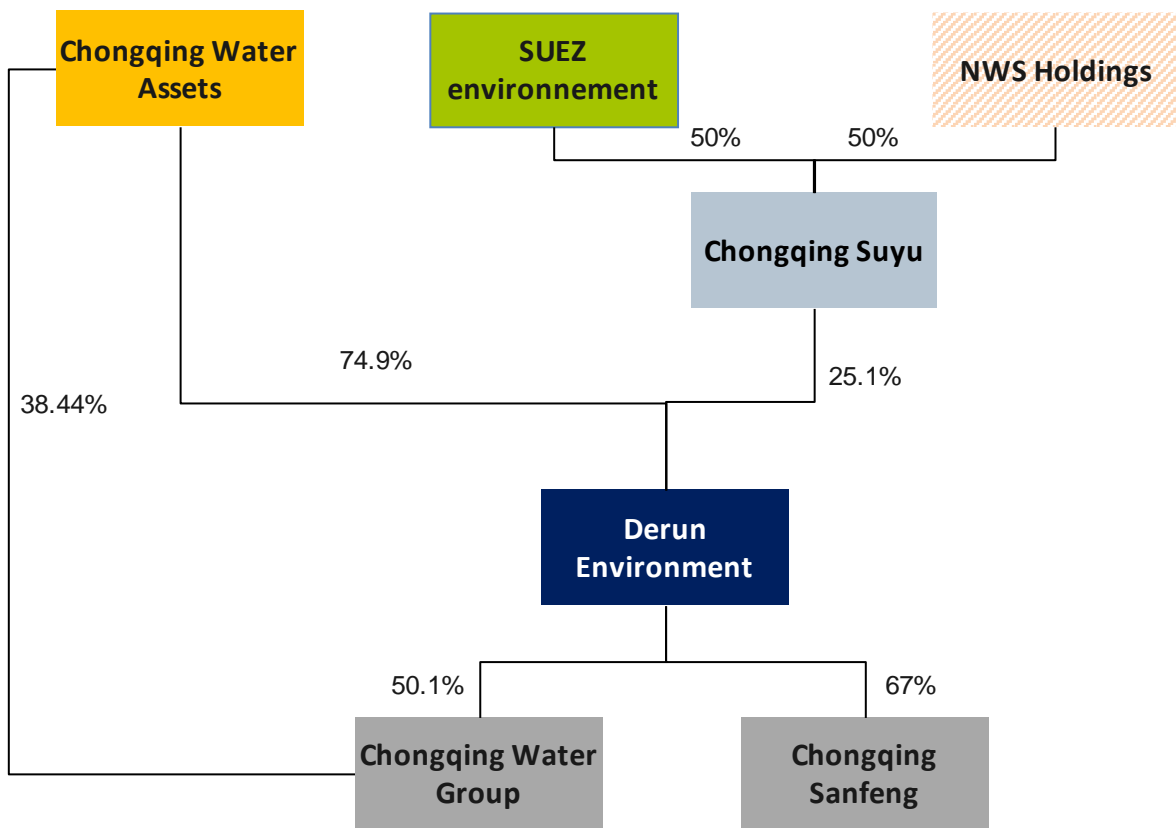 Chongqing Water
Assets
SUEZ
environnement
NWS Holdings
50%
50%
Chongqing Suyu
74.9%
25.1%
38.44%
Derun
Environment
50.1%
67%
Chongqing Water
Group
Chongqing
Sanfeng